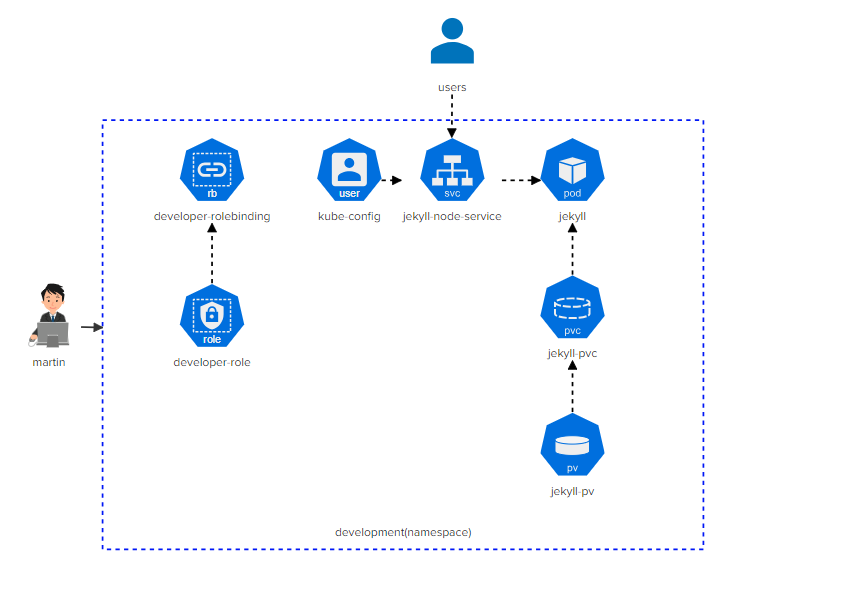 users
rb
user
svc
pod
developer-rolebinding
kube-config
jekyll-node-service
jekyll
role
pvc
martin
developer-role
jekyll-pvc
pv
jekyll-pv
development(namespace)